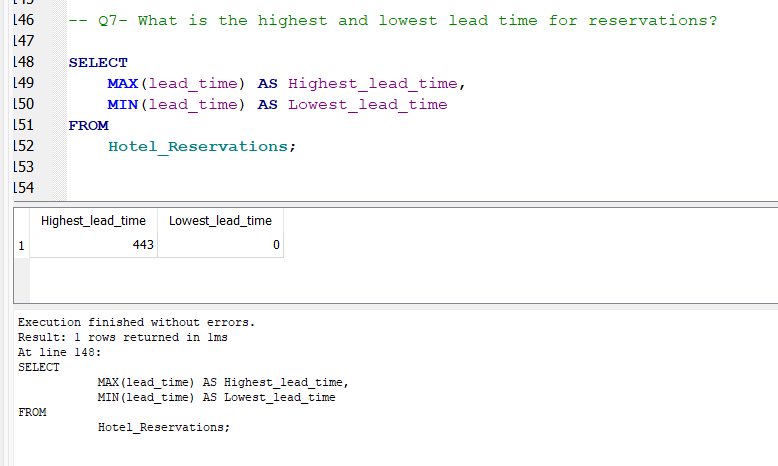 146 -- Q7- What is the highest and lowest lead time for reservations?
147
148 SELECT
149 MAX(lead_time) AS Highest_lead_time,
150 MIN(lead_time) AS Lowest_lead_time
151 FROM
152 Hotel_Reservations;
153
154
Highest_lead_time Lowest_lead_time
1 443 0
Execution finished without errors.
Result: 1 rows returned in 1ms
At line 148:
SELECT
MAX(lead_time) AS Highest_lead_time,
MIN(lead_time) AS Lowest_lead_time
FROM
Hotel_Reservations;